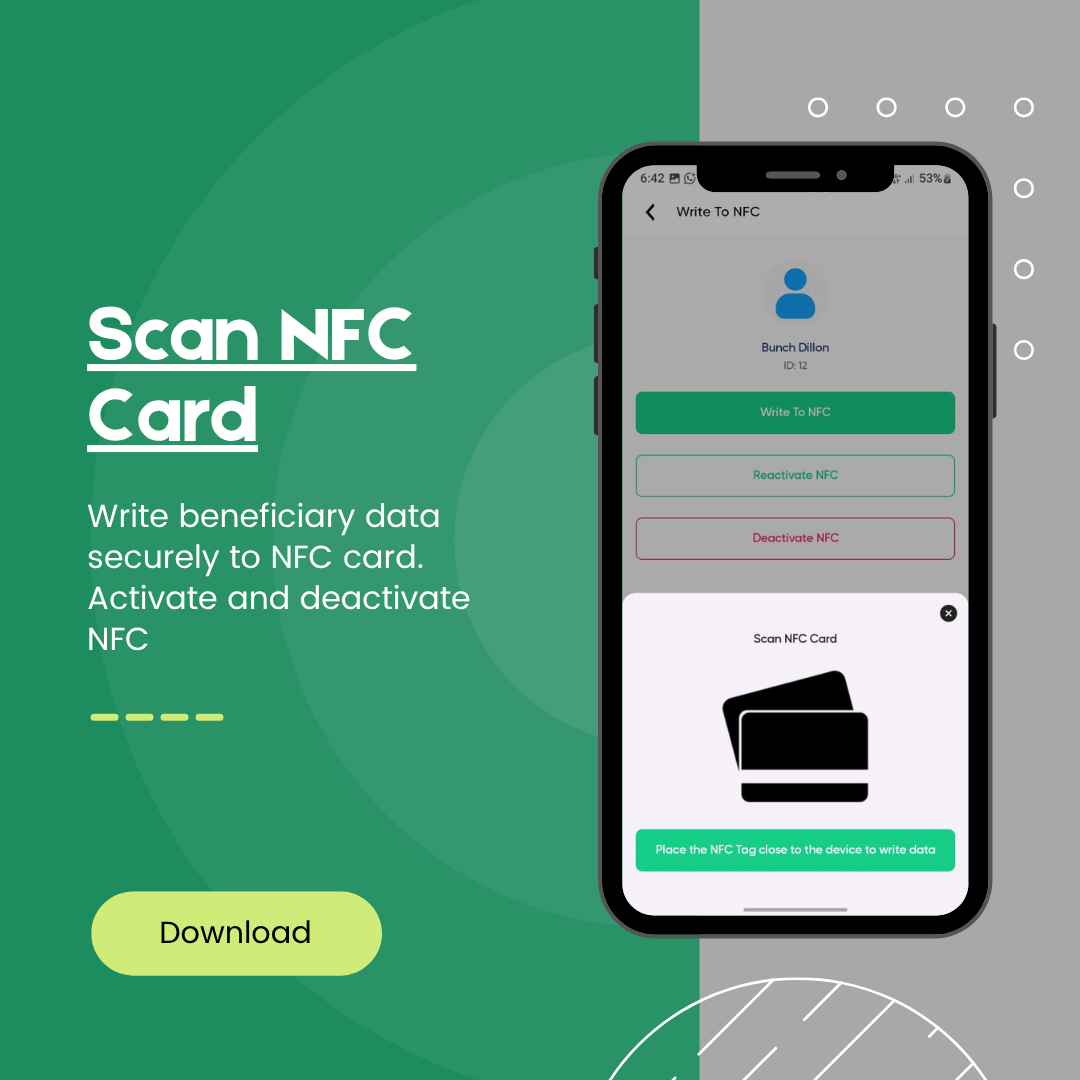 Scan NFC
Card
Write beneficiary data
securely to NFC card.
Activate and deactivate
NFC
Download
6:42
53%
Write To NFC
Bunch Dillon
ID: 12
Write To NFC
Reactivate NFC
Deactivate NFC
Scan NFC Card
Place the NFC Tag close to the device to write data